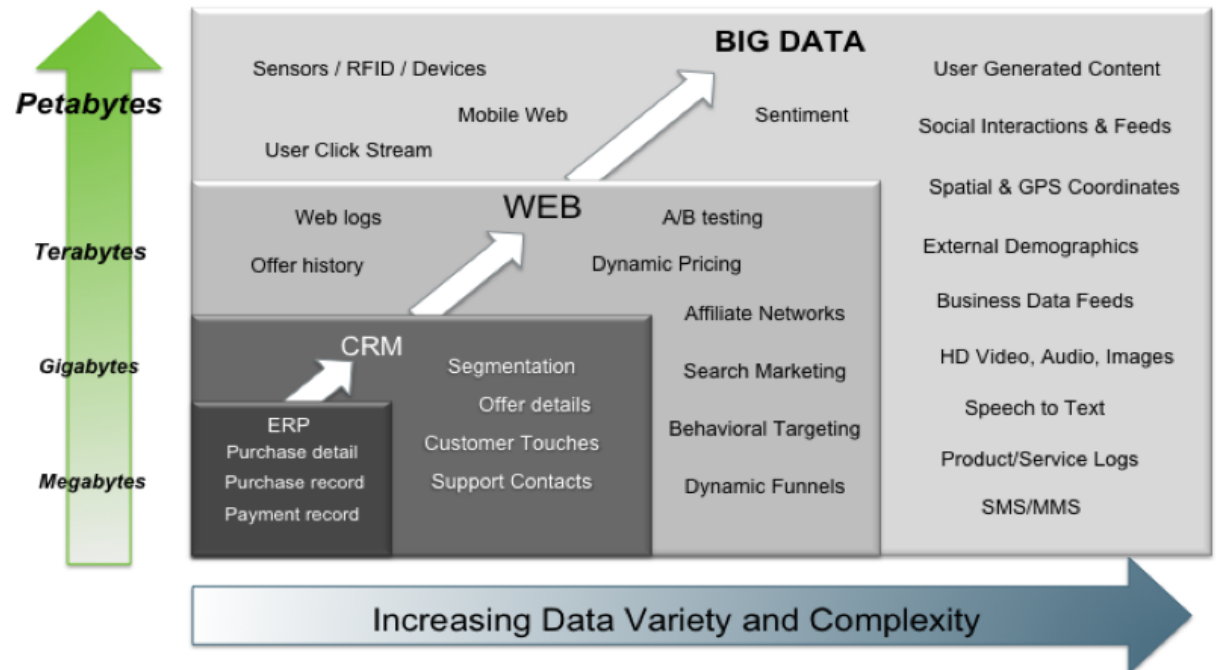 Petabytes
Terabytes
Gigabytes
Megabytes
BIG DATA
Sensors / RFID / Devices
Mobile Web
User Click Stream
Sentiment
User Generated Content
Social Interactions & Feeds
Spatial & GPS Coordinates
External Demographics
Business Data Feeds
HD Video, Audio, Images
Speech to Text
Product/Service Logs
SMS/MMS
WEB
Web logs
Offer history
A/B testing
Dynamic Pricing
Affiliate Networks
Search Marketing
Behavioral Targeting
Dynamic Funnels
CRM
Segmentation
Offer details
Customer Touches
Support Contacts
ERP
Purchase detail
Purchase record
Payment record
Increasing Data Variety and Complexity